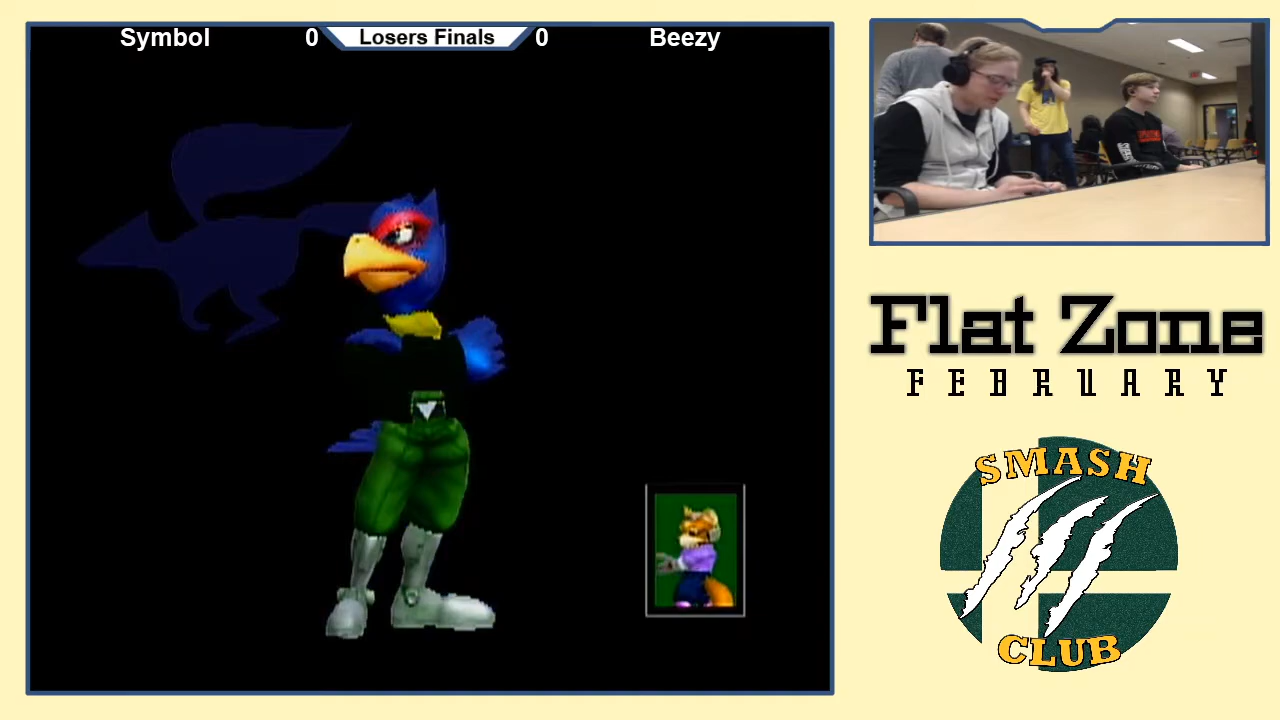 Symbol 0 Losers Finals 0 Beezy
Flat Zone
FEBRUARY
SMASH
CLUB